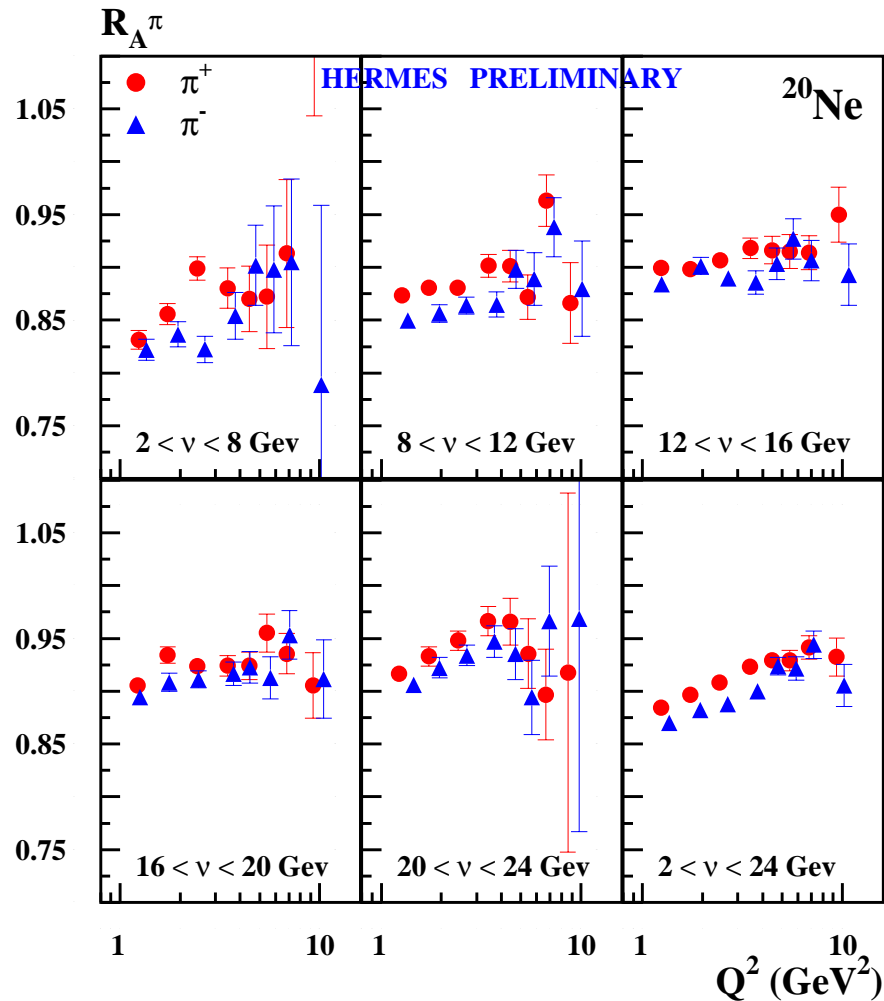 R_A^π
HERMES PRELIMINARY
π⁺
π⁻
²⁰Ne
1.05
0.95
0.85
0.75
2 < ν < 8 Gev
8 < ν < 12 Gev
12 < ν < 16 Gev
1.05
0.95
0.85
0.75
16 < ν < 20 Gev
20 < ν < 24 Gev
2 < ν < 24 Gev
1 10 1 10 1 10
Q² (GeV²)